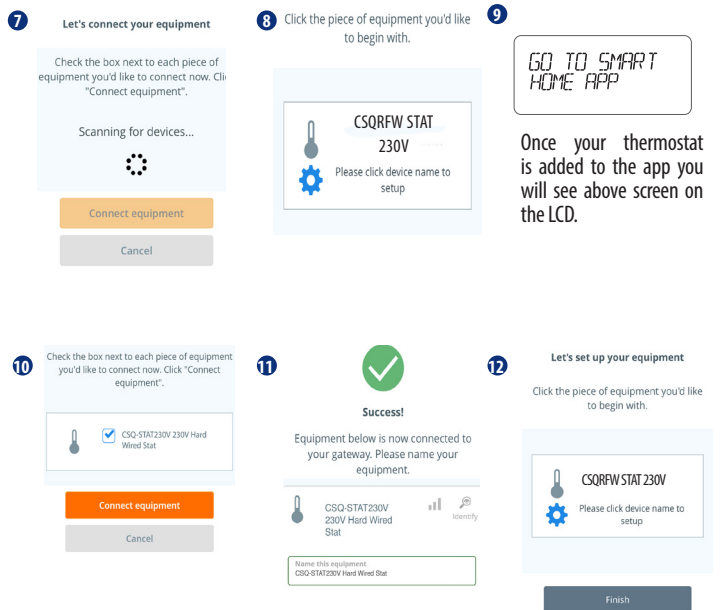 7
Let's connect your equipment
Check the box next to each piece of
equipment you'd like to connect now. Cli
"Connect equipment".
Scanning for devices...
Connect equipment
Cancel
8
Click the piece of equipment you'd like
to begin with.
CSQRFW STAT
230V
Please click device name to
setup
9
GO TO SMART
HOME APP
Once your thermostat
is added to the app you
will see above screen on
the LCD.
10
Check the box next to each piece of equipment
you'd like to connect now. Click "Connect
equipment".
CSQ-STAT230V 230V Hard
Wired Stat
Connect equipment
Cancel
11
Success!
Equipment below is now connected to
your gateway. Please name your
equipment.
CSQ-STAT230V
230V Hard Wired
Stat
Identify
Name this equipment
CSQ-STAT230V Hard Wired Stat
12
Let's set up your equipment
Click the piece of equipment you'd like
to begin with.
CSQRFW STAT 230V
Please click device name to
setup
Finish